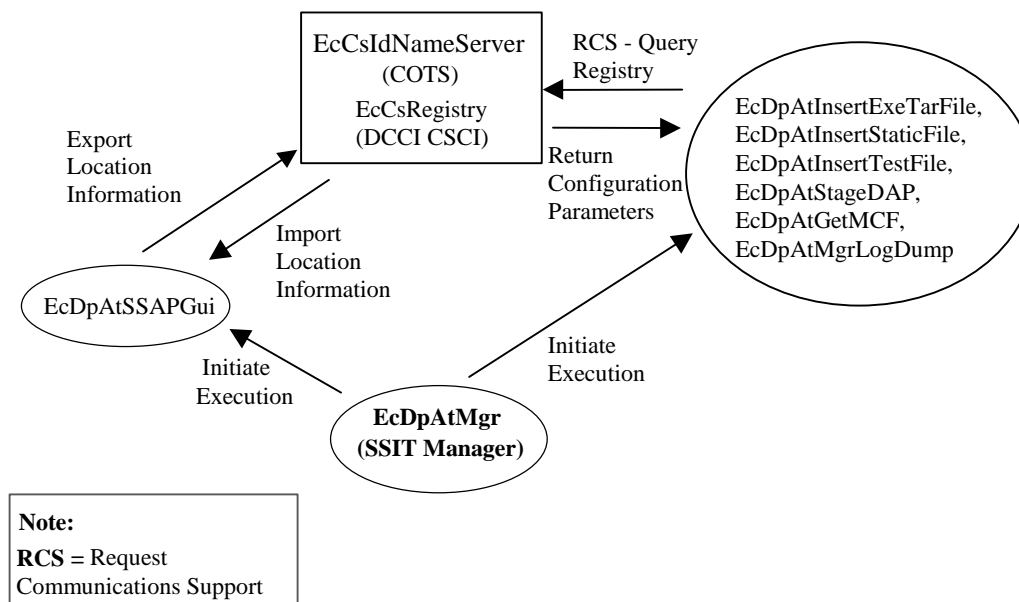 EcCsIdNameServer
(COTS)
EcCsRegistry
(DCCI CSCI)
RCS - Query
Registry
EcDpAtInsertExeTarFile,
EcDpAtInsertStaticFile,
EcDpAtInsertTestFile,
EcDpAtStageDAP,
EcDpAtGetMCF,
EcDpAtMgrLogDump
Export
Location
Information
Return
Configuration
Parameters
Import
Location
Information
EcDpAtSSAPGui
Initiate
Execution
Initiate
Execution
EcDpAtMgr
(SSIT Manager)
Note:
RCS = Request
Communications Support